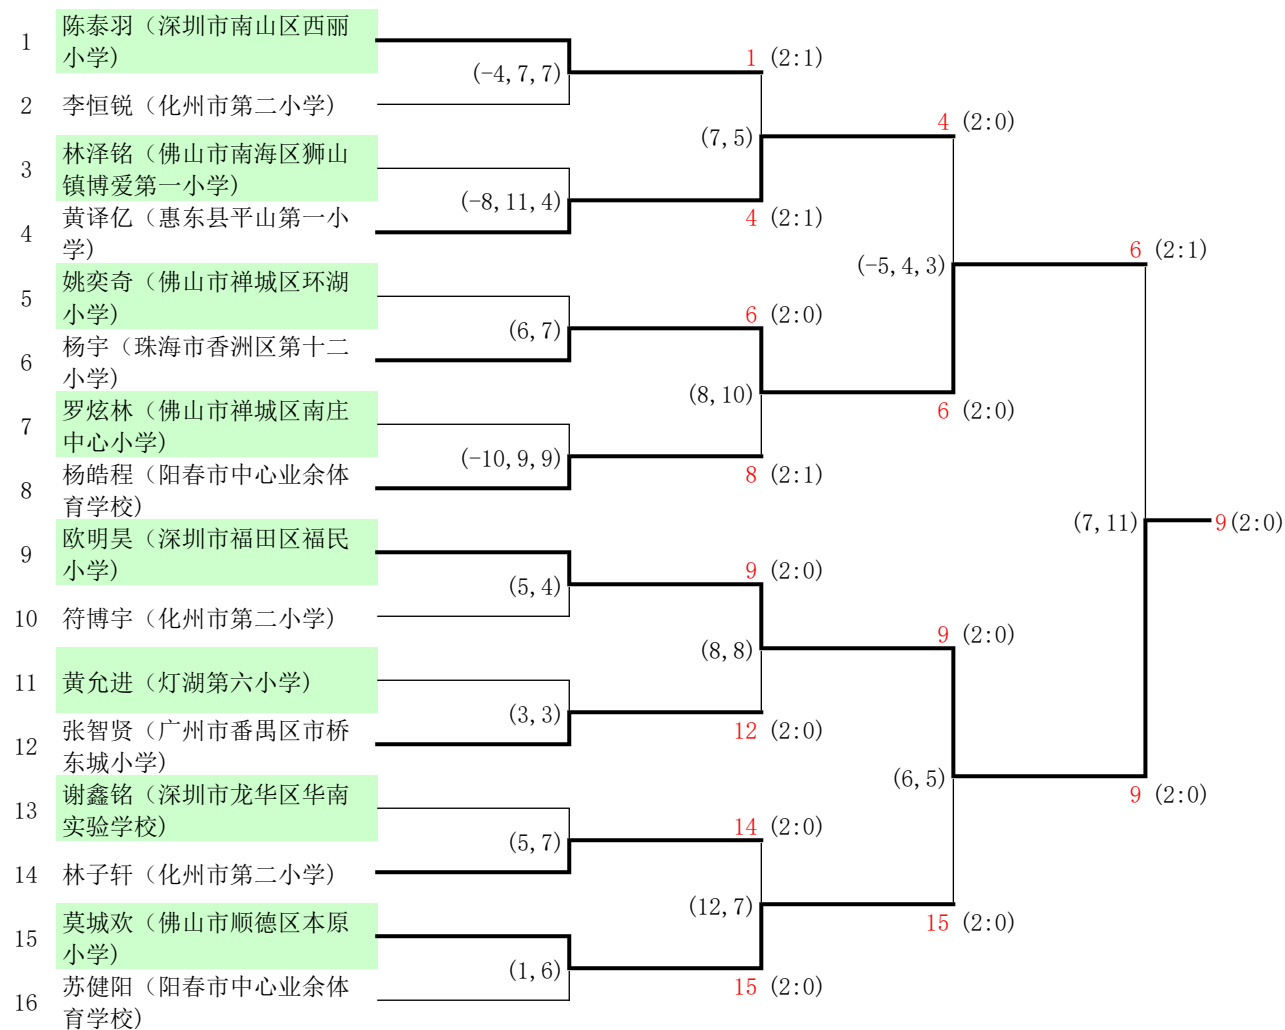 陈泰羽（深圳市南山区西丽
1
小学)
1 (2:1)
(-4,7,7)
2 李恒锐（化州市第二小学)
4 (2:0)
(7,5)
林泽铭（佛山市南海区狮山
3
镇博爱第一小学)
(-8,11,4)
黄译亿（惠东县平山第一小
4 (2:1)
4
学)
6 (2:1)
(-5,4,3)
姚奕奇（佛山市禅城区环湖
5
小学)
6 (2:0)
(6,7)
杨宇（珠海市香洲区第十二
6
小学)
(8,10)
罗炫林（佛山市禅城区南庄
6 (2:0)
7
中心小学)
(-10,9,9)
杨皓程（阳春市中心业余体
8 (2:1)
8
育学校)
(7,11)
9(2:0)
欧明昊（深圳市福田区福民
9
小学)
9 (2:0)
(5,4)
10 符博宇（化州市第二小学)
9 (2:0)
(8,8)
11 黄允进（灯湖第六小学)
(3,3)
张智贤（广州市番禺区市桥
12 (2:0)
12
东城小学)
(6,5)
谢鑫铭（深圳市龙华区华南
9 (2:0)
13
实验学校)
14 (2:0)
(5,7)
14 林子轩（化州市第二小学)
(12,7)
莫城欢（佛山市顺德区本原
15 (2:0)
15
小学)
(1,6)
苏健阳（阳春市中心业余体
15 (2:0)
16
育学校)